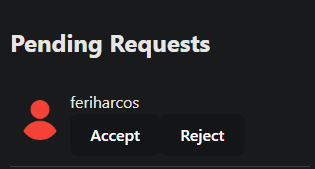 Pending Requests
feriharcos
Accept Reject